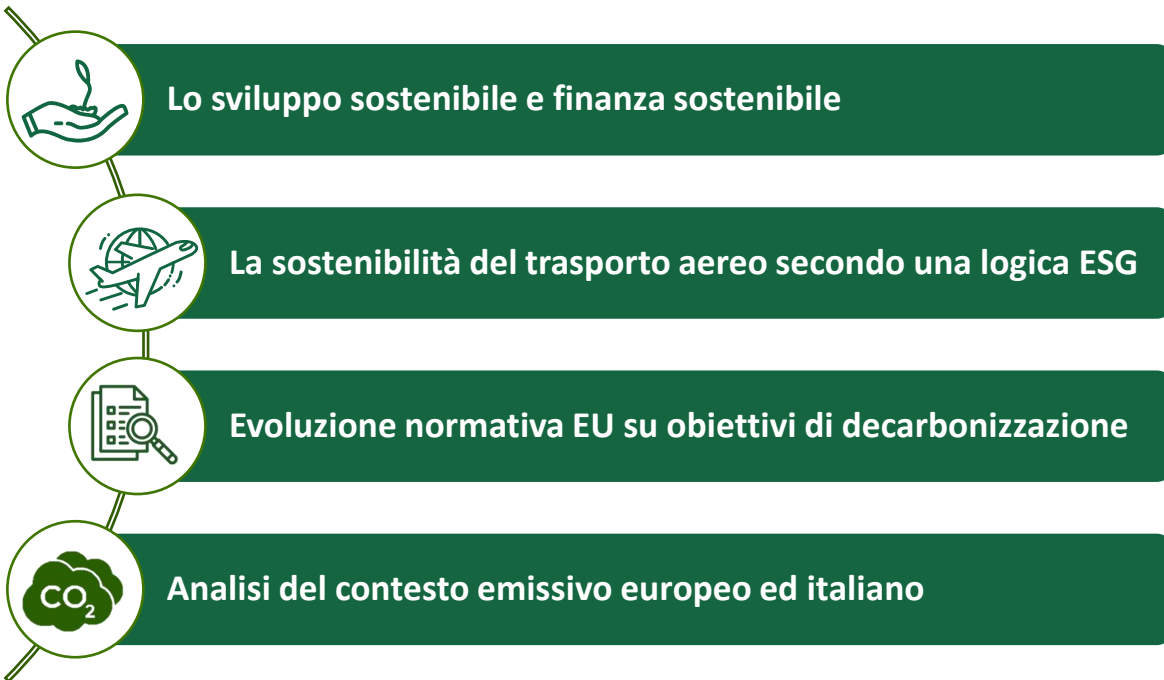 Lo sviluppo sostenibile e finanza sostenibile
La sostenibilità del trasporto aereo secondo una logica ESG
Evoluzione normativa EU su obiettivi di decarbonizzazione
CO2
Analisi del contesto emissivo europeo ed italiano